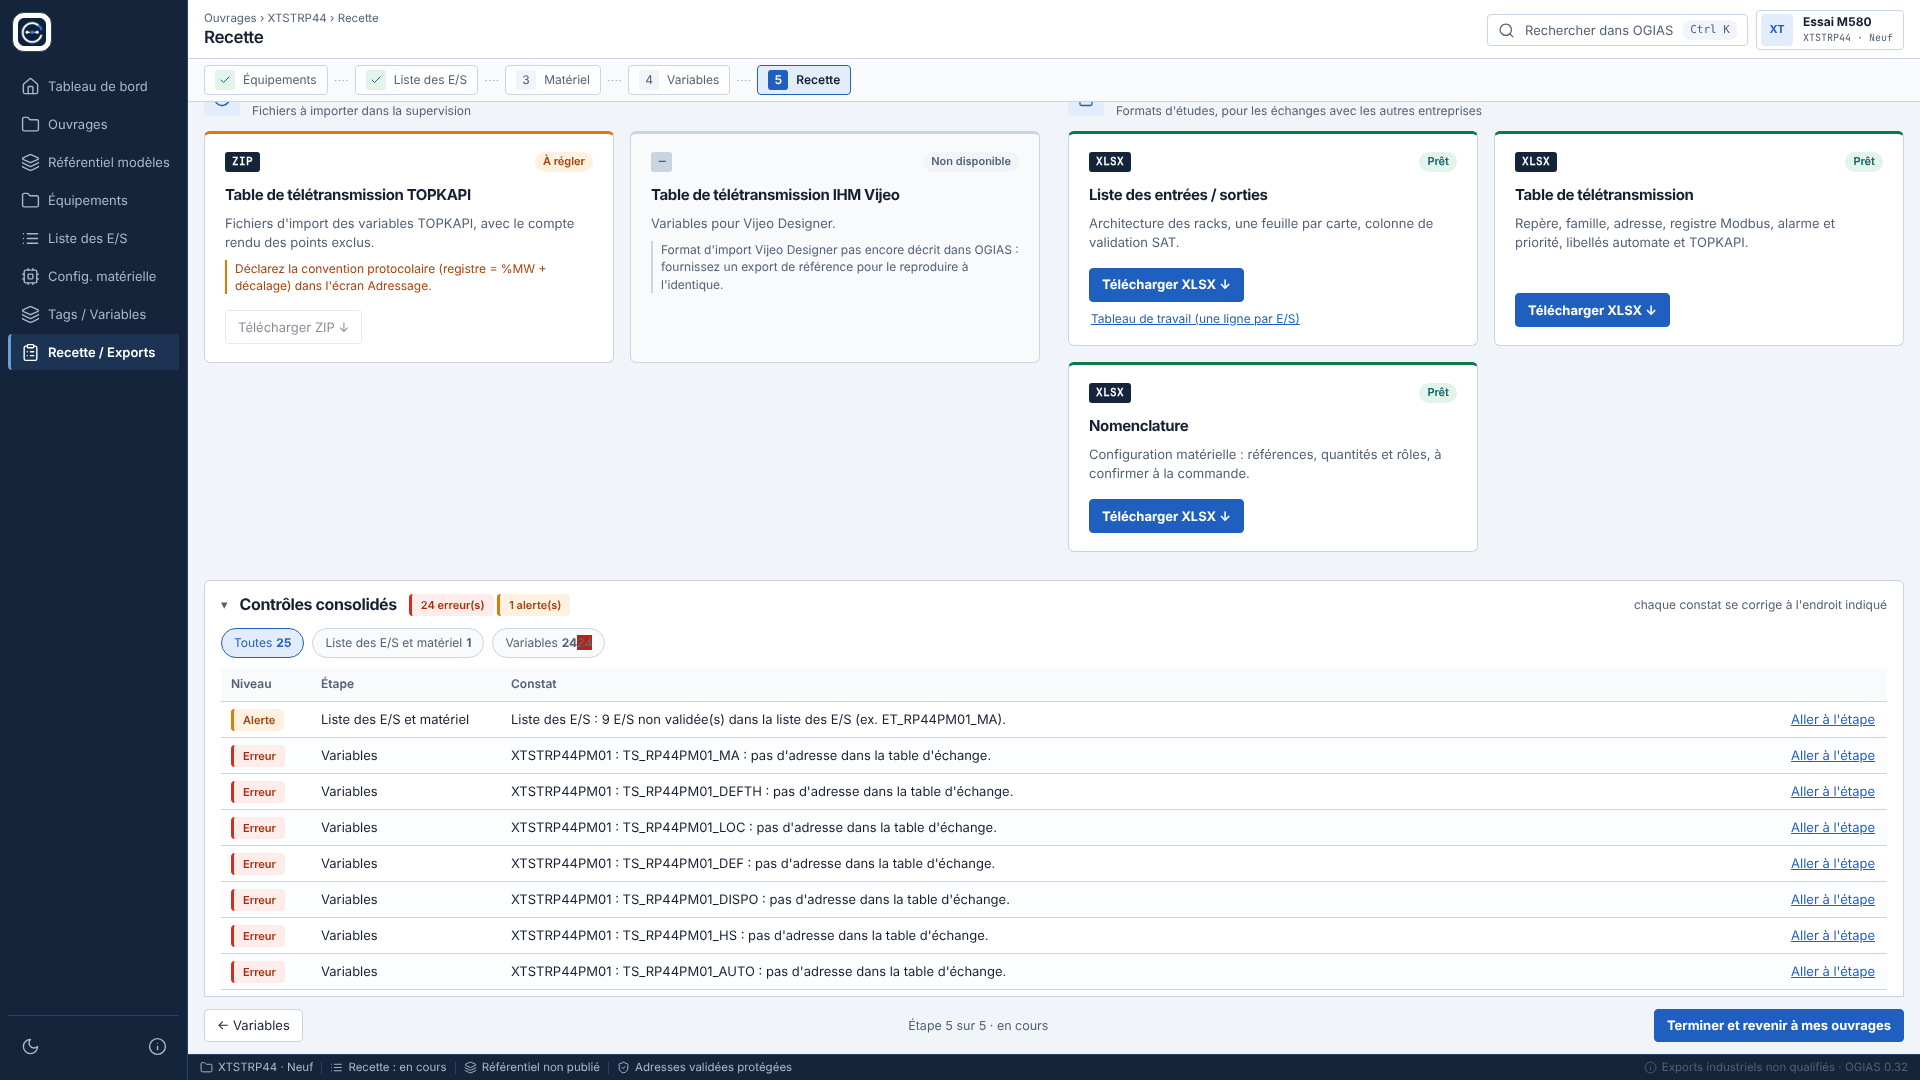 Ouvrages › XTSTRP44 › Recette
Recette
Rechercher dans OGIAS Ctrl K
XT
Essai M580
XTSTRP44 · Neuf
Tableau de bord
Ouvrages
Référentiel modèles
Équipements
Liste des E/S
Config. matérielle
Tags / Variables
Recette / Exports
Équipements
Liste des E/S
3 Matériel
4 Variables
5 Recette
Fichiers à importer dans la supervision
Formats d'études, pour les échanges avec les autres entreprises
ZIP
À régler
Table de télétransmission TOPKAPI
Fichiers d'import des variables TOPKAPI, avec le compte
rendu des points exclus.
Déclarez la convention protocolaire (registre = %MW +
décalage) dans l'écran Adressage.
Télécharger ZIP ↓
–
Non disponible
Table de télétransmission IHM Vijeo
Variables pour Vijeo Designer.
Format d'import Vijeo Designer pas encore décrit dans OGIAS :
fournissez un export de référence pour le reproduire à
l'identique.
XLSX
Prêt
Liste des entrées / sorties
Architecture des racks, une feuille par carte, colonne de
validation SAT.
Télécharger XLSX ↓
Tableau de travail (une ligne par E/S)
XLSX
Prêt
Table de télétransmission
Repère, famille, adresse, registre Modbus, alarme et
priorité, libellés automate et TOPKAPI.
Télécharger XLSX ↓
XLSX
Prêt
Nomenclature
Configuration matérielle : références, quantités et rôles, à
confirmer à la commande.
Télécharger XLSX ↓
▾ Contrôles consolidés 24 erreur(s) 1 alerte(s)
chaque constat se corrige à l'endroit indiqué
Toutes 25
Liste des E/S et matériel 1
Variables 24 24
Niveau Étape Constat
Alerte Liste des E/S et matériel Liste des E/S : 9 E/S non validée(s) dans la liste des E/S (ex. ET_RP44PM01_MA). Aller à l'étape
Erreur Variables XTSTRP44PM01 : TS_RP44PM01_MA : pas d'adresse dans la table d'échange. Aller à l'étape
Erreur Variables XTSTRP44PM01 : TS_RP44PM01_DEFTH : pas d'adresse dans la table d'échange. Aller à l'étape
Erreur Variables XTSTRP44PM01 : TS_RP44PM01_LOC : pas d'adresse dans la table d'échange. Aller à l'étape
Erreur Variables XTSTRP44PM01 : TS_RP44PM01_DEF : pas d'adresse dans la table d'échange. Aller à l'étape
Erreur Variables XTSTRP44PM01 : TS_RP44PM01_DISPO : pas d'adresse dans la table d'échange. Aller à l'étape
Erreur Variables XTSTRP44PM01 : TS_RP44PM01_HS : pas d'adresse dans la table d'échange. Aller à l'étape
Erreur Variables XTSTRP44PM01 : TS_RP44PM01_AUTO : pas d'adresse dans la table d'échange. Aller à l'étape
← Variables
Étape 5 sur 5 · en cours
Terminer et revenir à mes ouvrages
XTSTRP44 · Neuf
Recette : en cours
Référentiel non publié
Adresses validées protégées
Exports industriels non qualifiés · OGIAS 0.32